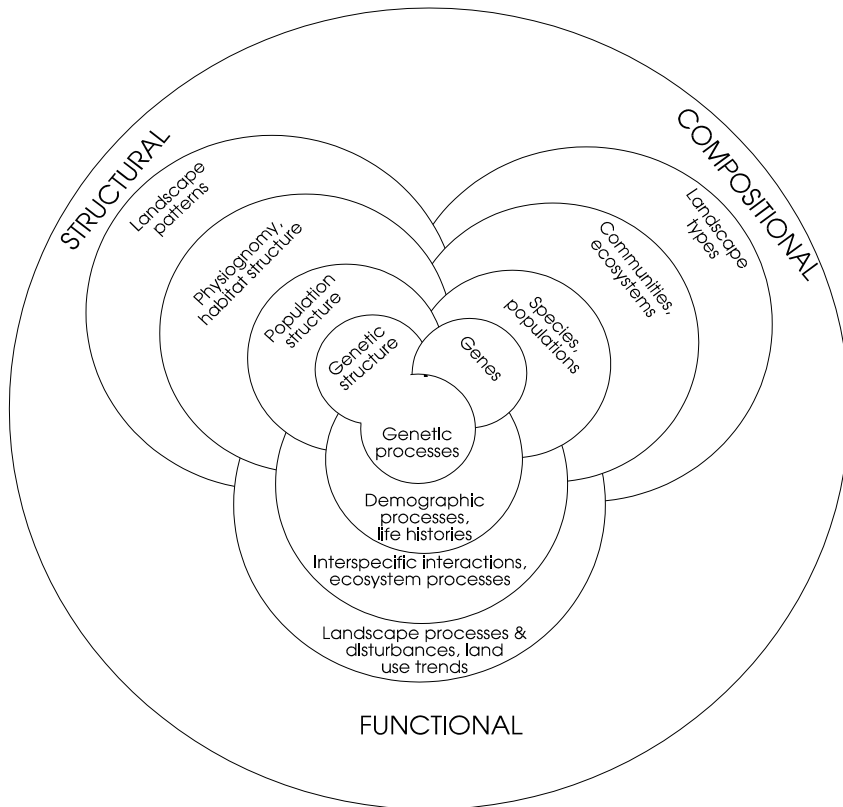 STRUCTURAL
Landscape
patterns
Physiognomy,
habitat structure
Population
structure
Genetic
structure
COMPOSITIONAL
Landscape
types
Communities,
ecosystems
Species,
populations
Genes
Genetic
processes
Demographic
processes,
life histories
Interspecific interactions,
ecosystem processes
Landscape processes &
disturbances, land
use trends
FUNCTIONAL